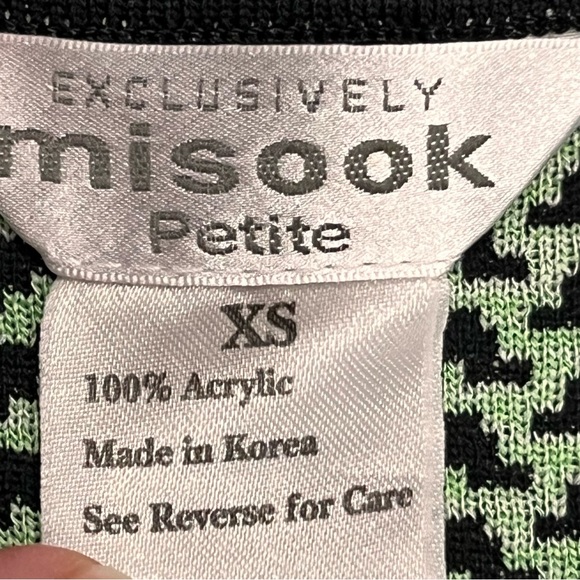 EXCLUSIVELY
misook
Petite
XS
100% Acrylic
Made in Korea
See Reverse for Care